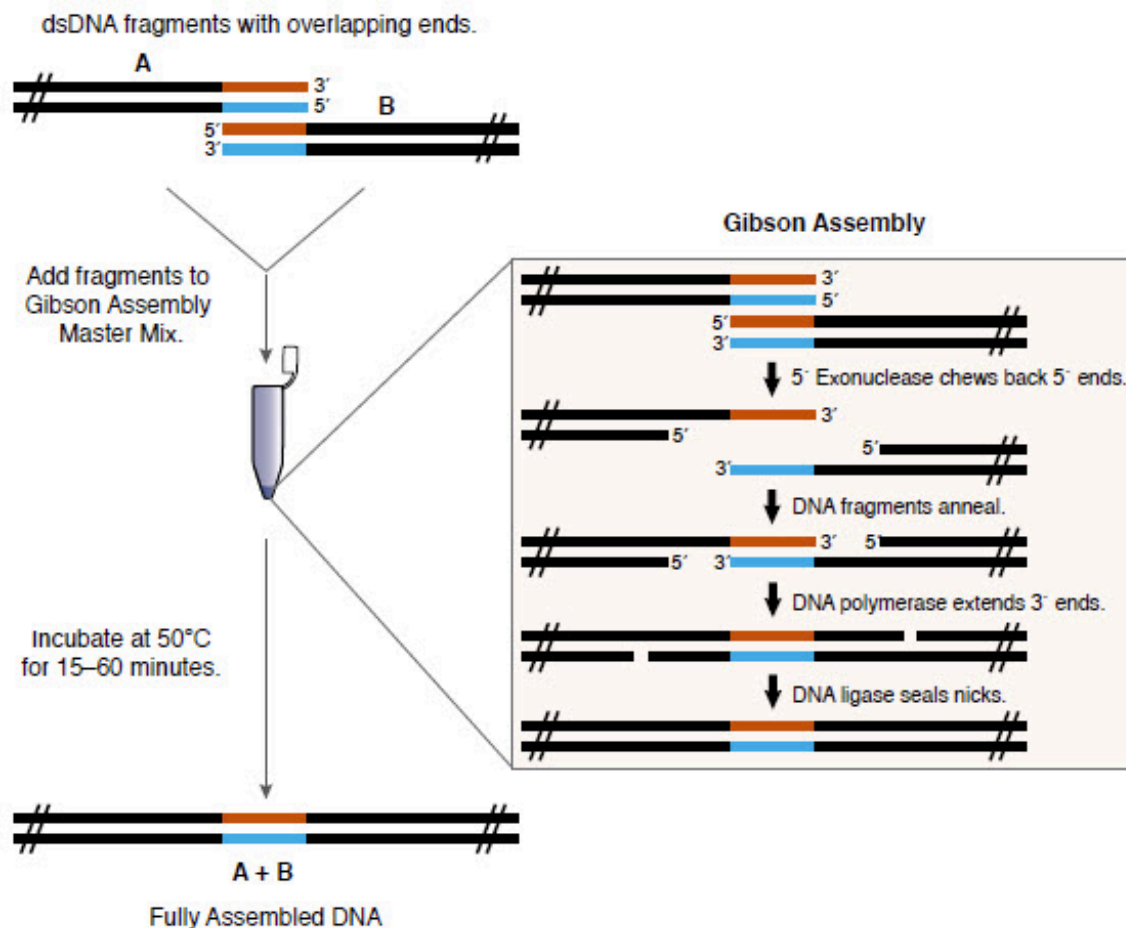 dsDNA fragments with overlapping ends.
A
3′
5′
B
5′
3′
Add fragments to
Gibson Assembly
Master Mix.
Incubate at 50°C
for 15–60 minutes.
A + B
Fully Assembled DNA
Gibson Assembly
3′
5′
5′
3′
5′ Exonuclease chews back 5′ ends.
3′
5′
5′
3′
DNA fragments anneal.
3′ 5′
5′ 3′
DNA polymerase extends 3′ ends.
DNA ligase seals nicks.